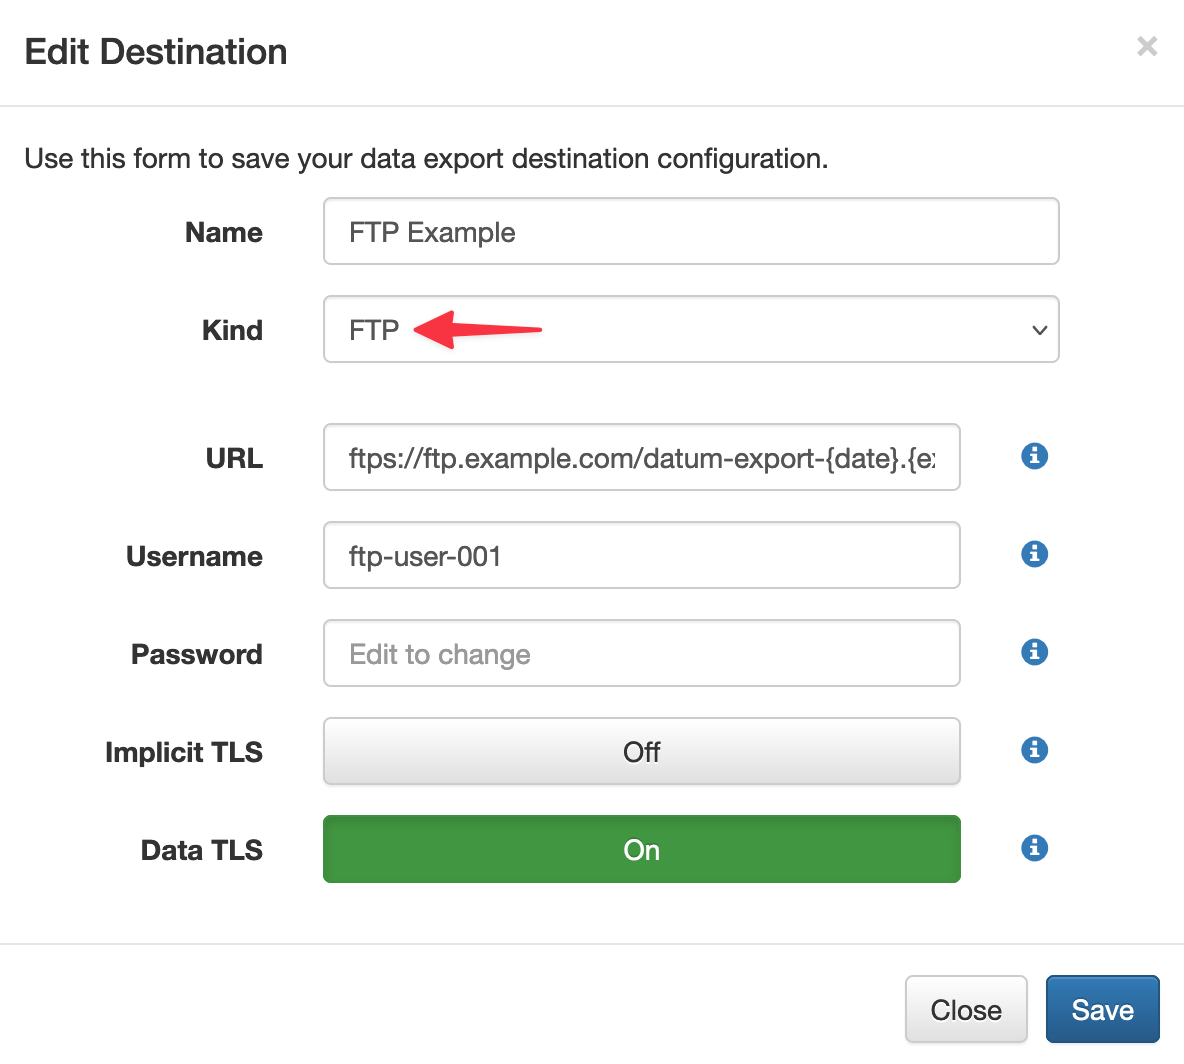 Edit Destination
×
Use this form to save your data export destination configuration.
Name
FTP Example
Kind
FTP
URL
ftps://ftp.example.com/datum-export-{date}.{ex
Username
ftp-user-001
Password
Edit to change
Implicit TLS
Off
Data TLS
On
Close
Save